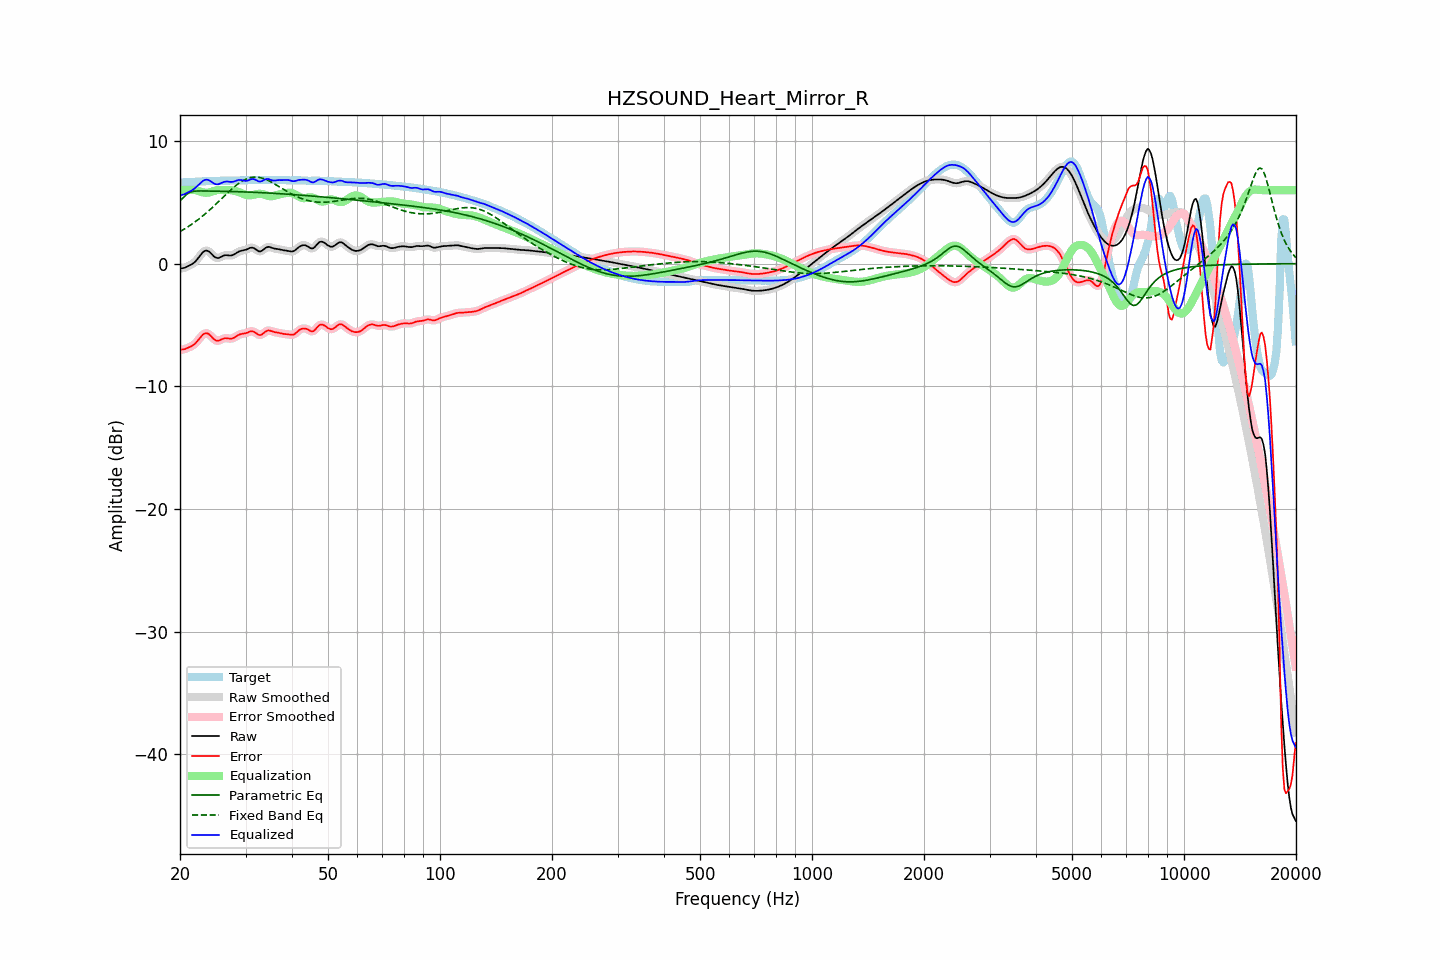 HZSOUND_Heart_Mirror_R
Amplitude (dBr)
10
0
−10
−20
−30
−40
Target
Raw Smoothed
Error Smoothed
Raw
Error
Equalization
Parametric Eq
Fixed Band Eq
Equalized
20 50 100 200 500 1000 2000 5000 10000 20000
Frequency (Hz)